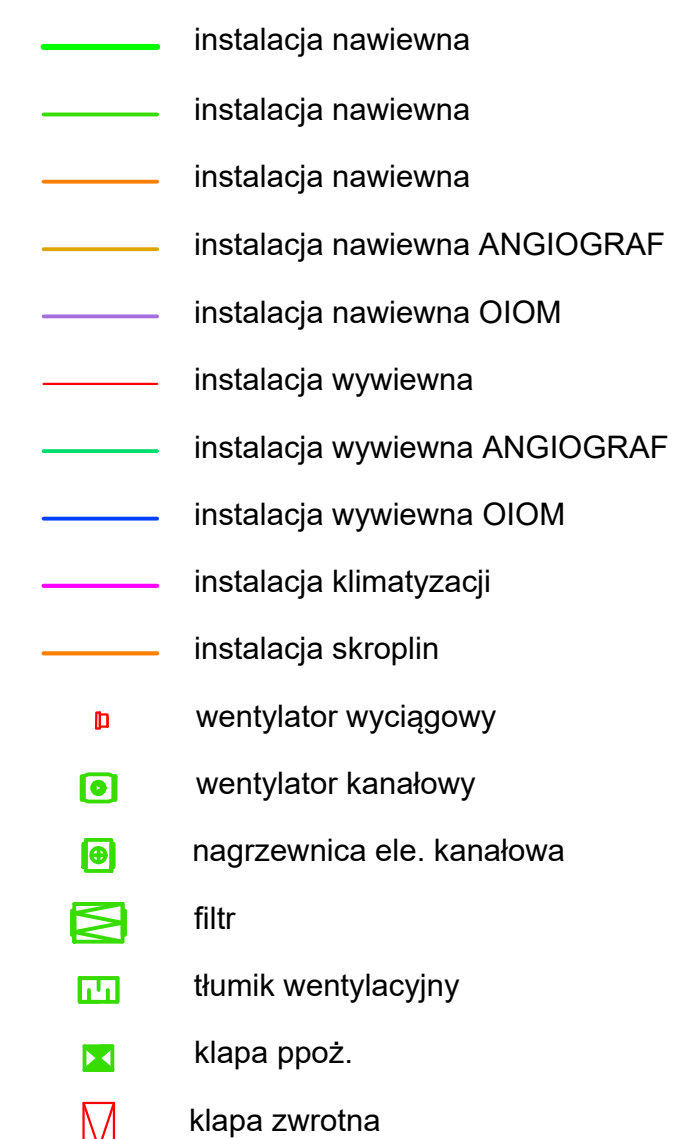 instalacja nawiewna
instalacja nawiewna
instalacja nawiewna
instalacja nawiewna ANGIOGRAF
instalacja nawiewna OIOM
instalacja wywiewna
instalacja wywiewna ANGIOGRAF
instalacja wywiewna OIOM
instalacja klimatyzacji
instalacja skroplin
wentylator wyciągowy
wentylator kanałowy
nagrzewnica ele. kanałowa
filtr
tłumik wentylacyjny
klapa ppoż.
klapa zwrotna